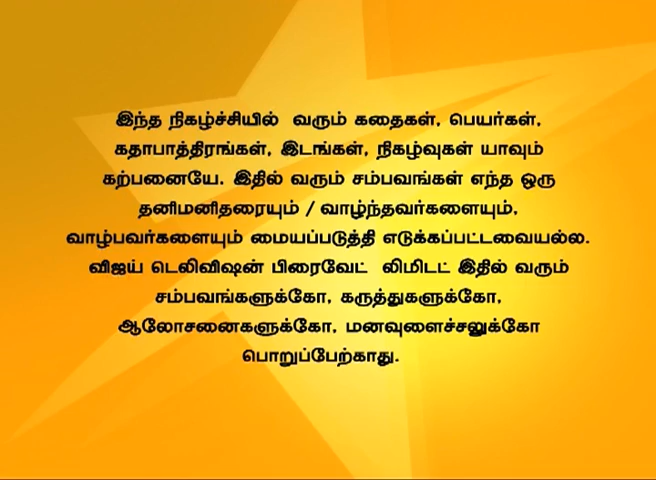 இந்த நிகழ்ச்சியில் வரும் கதைகள், பெயர்கள்,
கதாபாத்திரங்கள், இடங்கள், நிகழ்வுகள் யாவும்
கற்பனையே. இதில் வரும் சம்பவங்கள் எந்த ஒரு
தனிமனிதரையும் / வாழ்ந்தவர்களையும்,
வாழ்பவர்களையும் மையப்படுத்தி எடுக்கப்பட்டவையல்ல.
விஜய் டெலிவிஷன் பிரைவேட் லிமிடட் இதில் வரும்
சம்பவங்களுக்கோ, கருத்துகளுக்கோ,
ஆலோசனைகளுக்கோ, மனவுளைச்சலுக்கோ
பொறுப்பேற்காது.